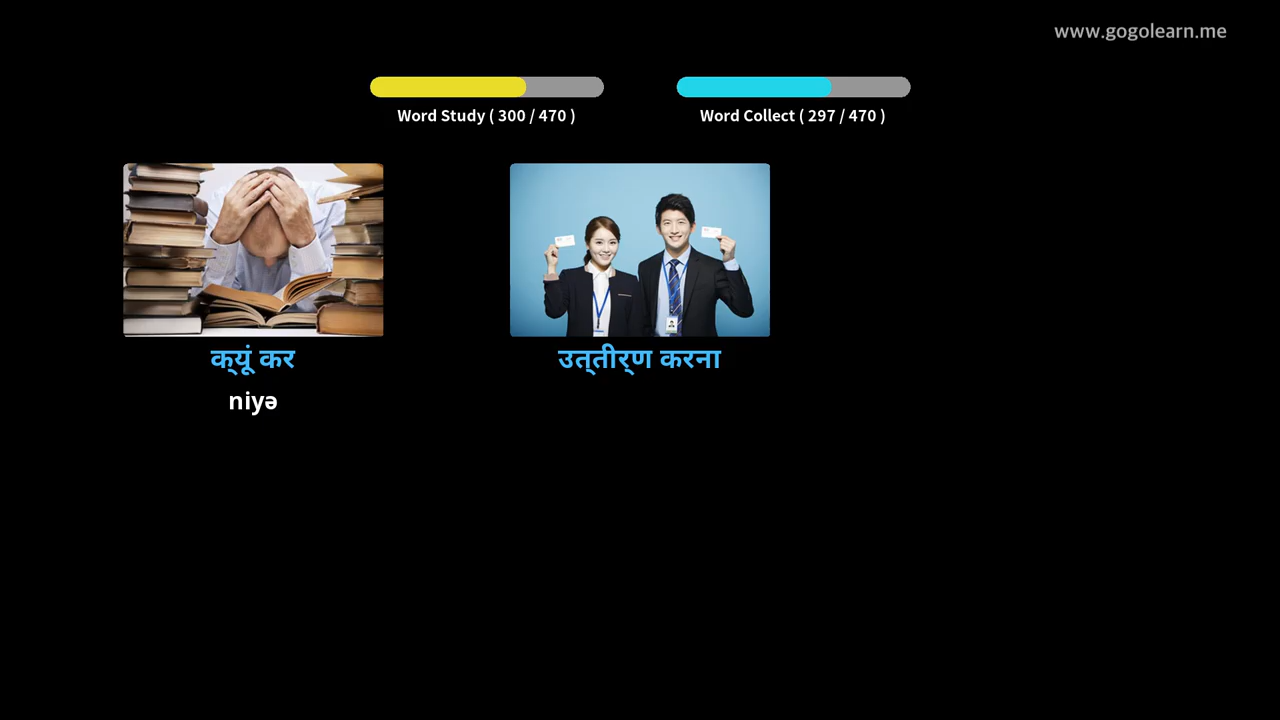 www.gogolearn.me
Word Study ( 300 / 470 )
Word Collect ( 297 / 470 )
क्‌यूं कर
उत्‌तीर्‌ण करना
niyə